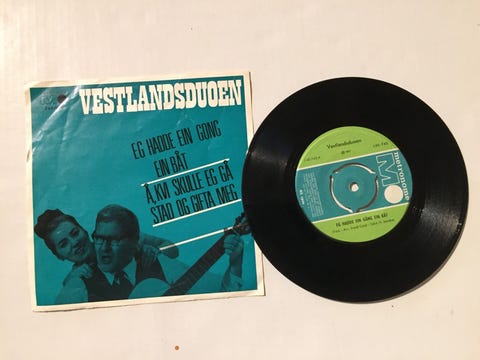 VESTLANDSDUOEN
EG HADDE EIN GONG
EIN BÅT
Å, KVI SKULLE EG GÅ
STAD OG GIFTA MEG
Vestlandsduoen
metronome
M
EG HADDE EIN GÅNG EIN BÅT